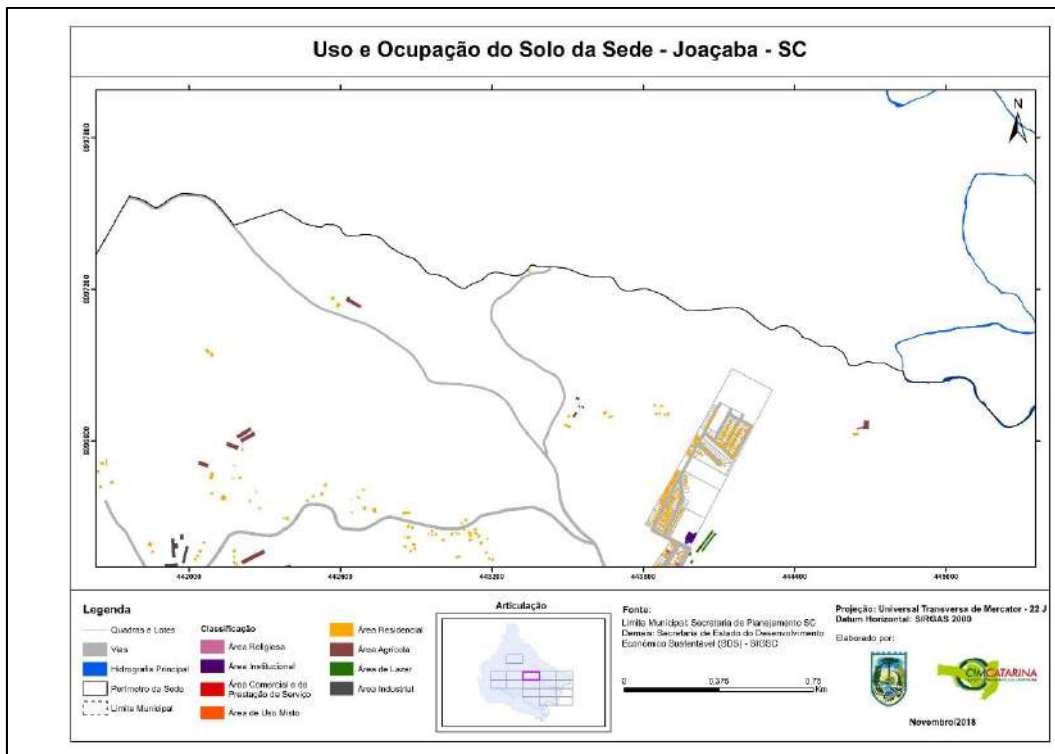 Uso e Ocupação do Solo da Sede - Joaçaba - SC
N
442000
443800
444400
Legenda
Quadras e Lotes
Vias
Hidrografia Principal
Perímetro da Sede
Limite Municipal
Classificação
Área Religiosa
Área Institucional
Área Comercial e de
Prestação de Serviço
Área de Uso Misto
Área Residencial
Área Agrícola
Área de Lazer
Área Industrial
Articulação
Fonte:
Limite Municipal: Secretaria de Planejamento SC
Demais: Secretaria de Estado do Desenvolvimento
Econômico Sustentável (SDS) - SIGSC
0
0,375
0,75
Km
Projeção: Universal Transversa de Mercator - 22 J
Datum Horizontal: SIRGAS 2000
Elaborado por:
CIMCATARINA
Novembro/2018